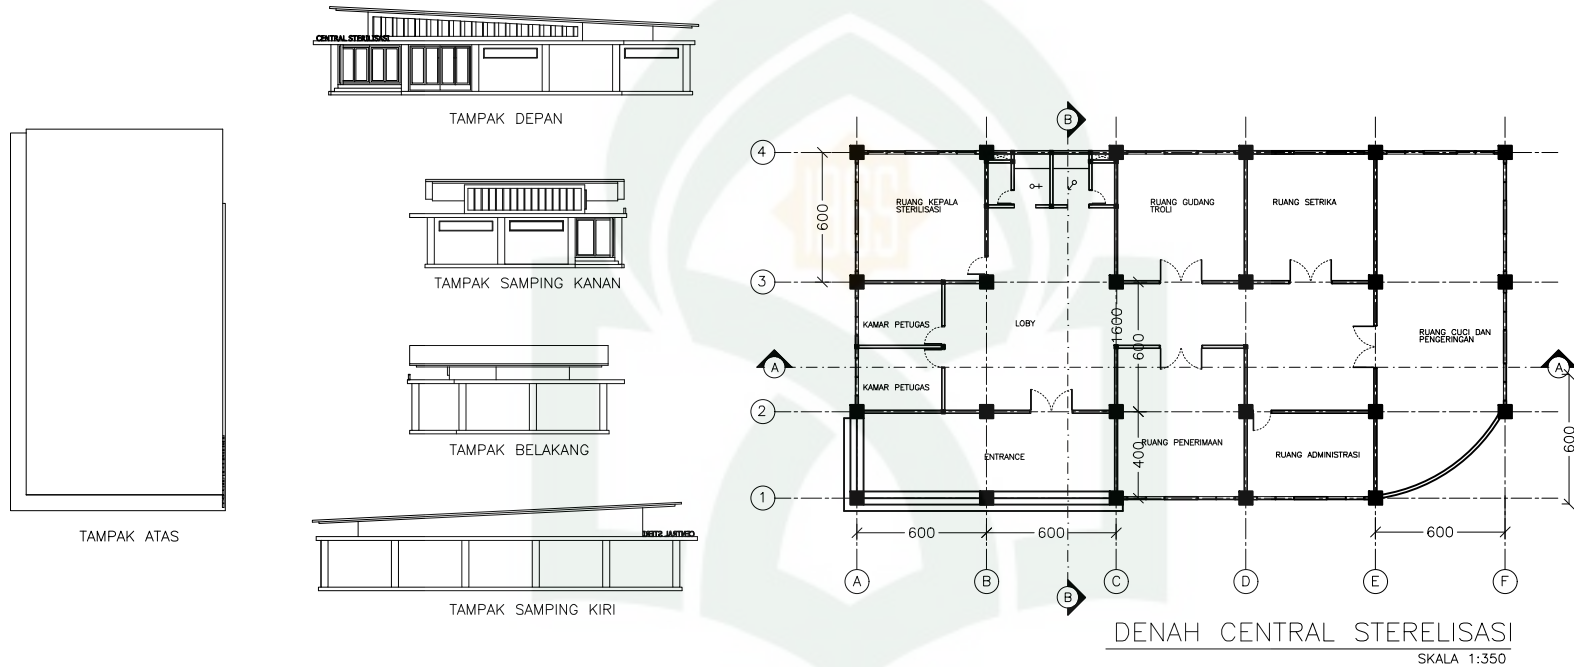 CENTRAL STERILISASI
TAMPAK DEPAN
TAMPAK SAMPING KANAN
TAMPAK BELAKANG
CENTRAL STERI
TAMPAK SAMPING KIRI
TAMPAK ATAS
B
4
RUANG KEPALA
STERILISASI
RUANG GUDANG
TROLI
RUANG SETRIKA
600
3
KAMAR PETUGAS
LOBY
1600
600
RUANG CUCI DAN
PENGERINGAN
A
A
KAMAR PETUGAS
2
ENTRANCE
400
RUANG PENERIMAAN
RUANG ADMINISTRASI
600
1
600
600
600
A
B
C
D
E
F
B
DENAH CENTRAL STERELISASI
SKALA 1:350